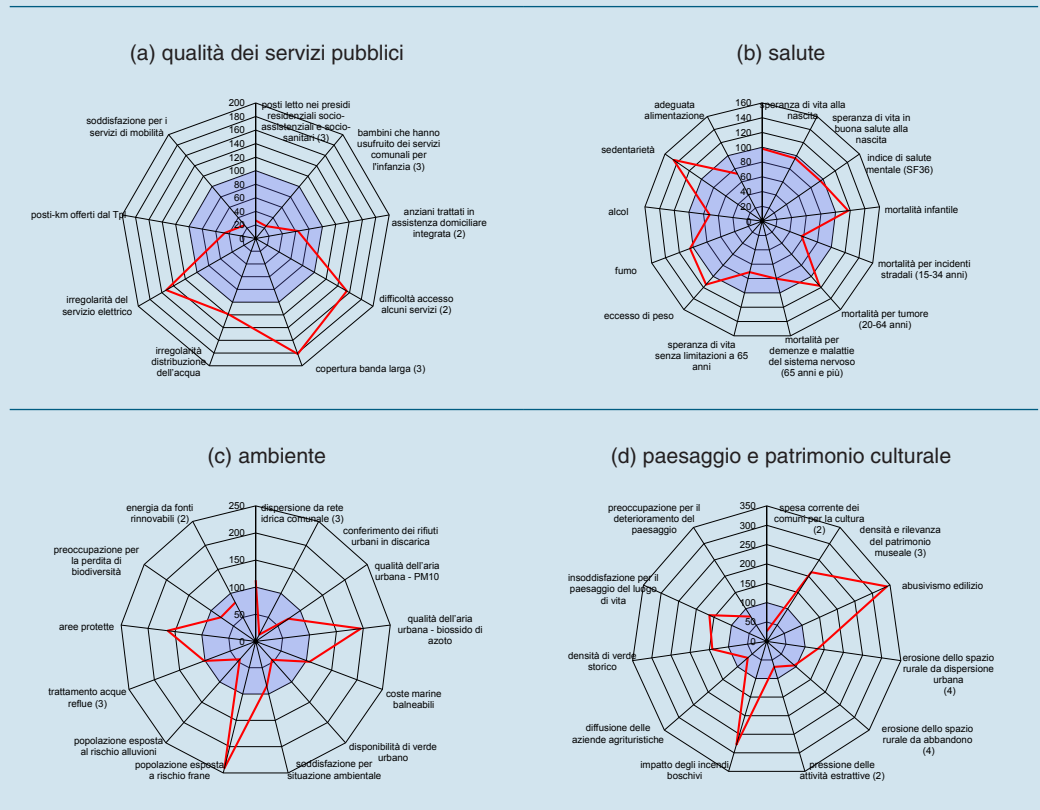 (a) qualità dei servizi pubblici
200
180
160
140
120
100
80
60
40
20
0
posti letto nei presidi
residenziali socio-
assistenziali e socio-
sanitari (3)
bambini che hanno
usufruito dei servizi
comunali per
l'infanzia (3)
anziani trattati in
assistenza domiciliare
integrata (2)
difficoltà accesso
alcuni servizi (2)
copertura banda larga (3)
irregolarità
distribuzione
dell'acqua
irregolarità del
servizio elettrico
posti-km offerti dal Tpl
soddisfazione per i
servizi di mobilità
(b) salute
160
140
120
100
80
60
40
20
0
speranza di vita alla
nascita
speranza di vita in
buona salute alla
nascita
indice di salute
mentale (SF36)
mortalità infantile
mortalità per incidenti
stradali (15-34 anni)
mortalità per tumore
(20-64 anni)
mortalità per
demenze e malattie
del sistema nervoso
(65 anni e più)
speranza di vita
senza limitazioni a 65
anni
eccesso di peso
fumo
alcol
sedentarietà
adeguata
alimentazione
(c) ambiente
250
200
150
100
50
0
dispersione da rete
idrica comunale (3)
conferimento dei rifiuti
urbani in discarica
qualità dell'aria
urbana - PM10
qualità dell'aria
urbana - biossido di
azoto
coste marine
balneabili
disponibilità di verde
urbano
soddisfazione per
situazione ambientale
popolazione esposta
a rischio frane
popolazione esposta
al rischio alluvioni
trattamento acque
reflue (3)
aree protette
preoccupazione per
la perdita di
biodiversità
energia da fonti
rinnovabili (2)
(d) paesaggio e patrimonio culturale
350
300
250
200
150
100
50
0
spesa corrente dei
comuni per la cultura
(2)
densità e rilevanza
del patrimonio
museale (3)
abusivismo edilizio
erosione dello spazio
rurale da dispersione
urbana
(4)
erosione dello spazio
rurale da abbandono
(4)
pressione delle
attività estrattive (2)
impatto degli incendi
boschivi
diffusione delle
aziende agrituristiche
densità di verde
storico
insoddisfazione per il
paesaggio del luogo
di vita
preoccupazione per il
deterioramento del
paesaggio